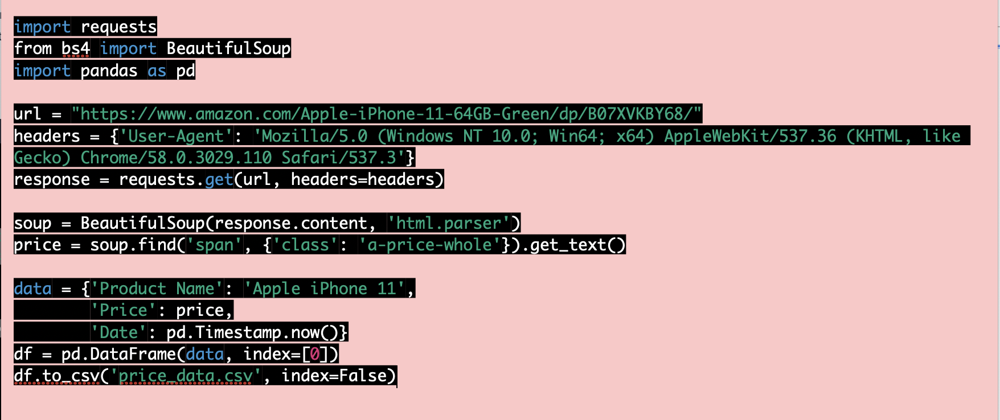 import requests
from bs4 import BeautifulSoup
import pandas as pd
url = "https://www.amazon.com/Apple-iPhone-11-64GB-Green/dp/B07XVKBY68/"
headers = {'User-Agent': 'Mozilla/5.0 (Windows NT 10.0; Win64; x64) AppleWebKit/537.36 (KHTML, like
Gecko) Chrome/58.0.3029.110 Safari/537.3'}
response = requests.get(url, headers=headers)
soup = BeautifulSoup(response.content, 'html.parser')
price = soup.find('span', {'class': 'a-price-whole'}).get_text()
data = {'Product Name': 'Apple iPhone 11',
        'Price': price,
        'Date': pd.Timestamp.now()}
df = pd.DataFrame(data, index=[0])
df.to_csv('price_data.csv', index=False)